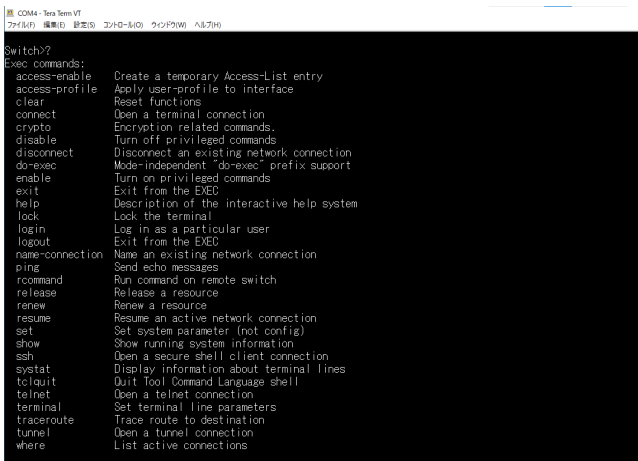 COM4 - Tera Term VT
ファイル(F) 編集(E) 設定(S) コントロール(O) ウィンドウ(W) ヘルプ(H)
Switch>?
Exec commands:
access-enable Create a temporary Access-List entry
access-profile Apply user-profile to interface
clear Reset functions
connect Open a terminal connection
crypto Encryption related commands.
disable Turn off privileged commands
disconnect Disconnect an existing network connection
do-exec Mode-independent "do-exec" prefix support
enable Turn on privileged commands
exit Exit from the EXEC
help Description of the interactive help system
lock Lock the terminal
login Log in as a particular user
logout Exit from the EXEC
name-connection Name an existing network connection
ping Send echo messages
rcommand Run command on remote switch
release Release a resource
renew Renew a resource
resume Resume an active network connection
set Set system parameter (not config)
show Show running system information
ssh Open a secure shell client connection
systat Display information about terminal lines
tclquit Quit Tool Command Language shell
telnet Open a telnet connection
terminal Set terminal line parameters
traceroute Trace route to destination
tunnel Open a tunnel connection
where List active connections